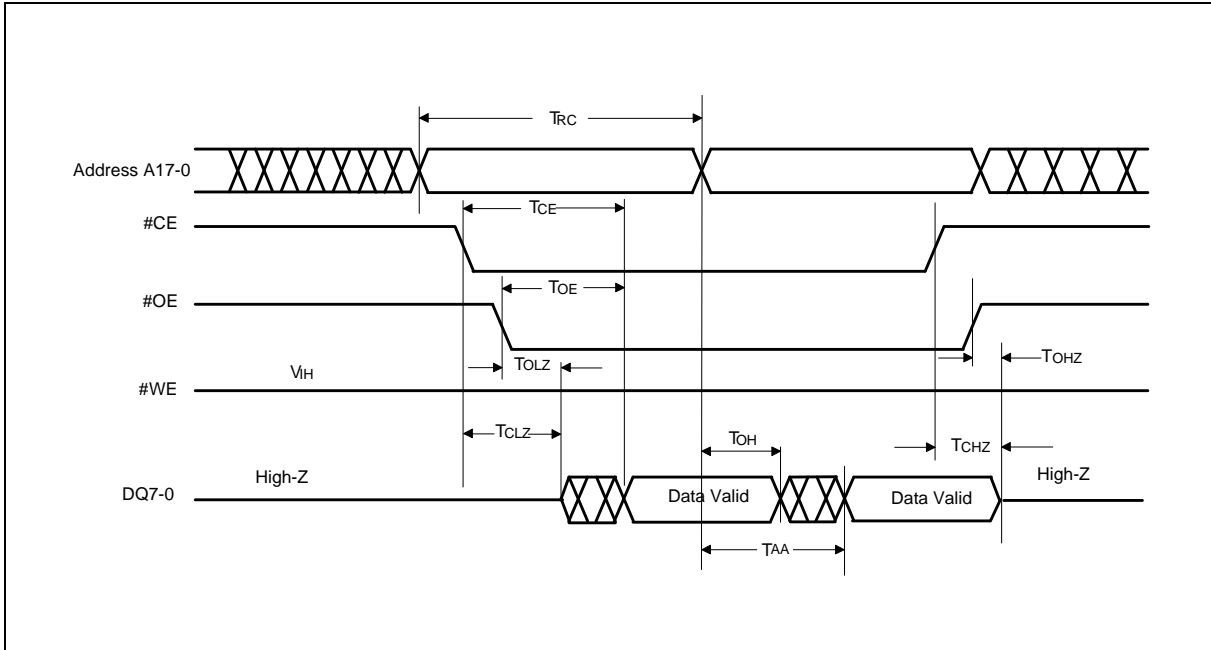 TRC
Address A17-0
TCE
#CE
TOE
#OE
TOLZ
TOHZ
VIH
#WE
TCLZ
TOH
TCHZ
High-Z
High-Z
DQ7-0
Data Valid
Data Valid
TAA